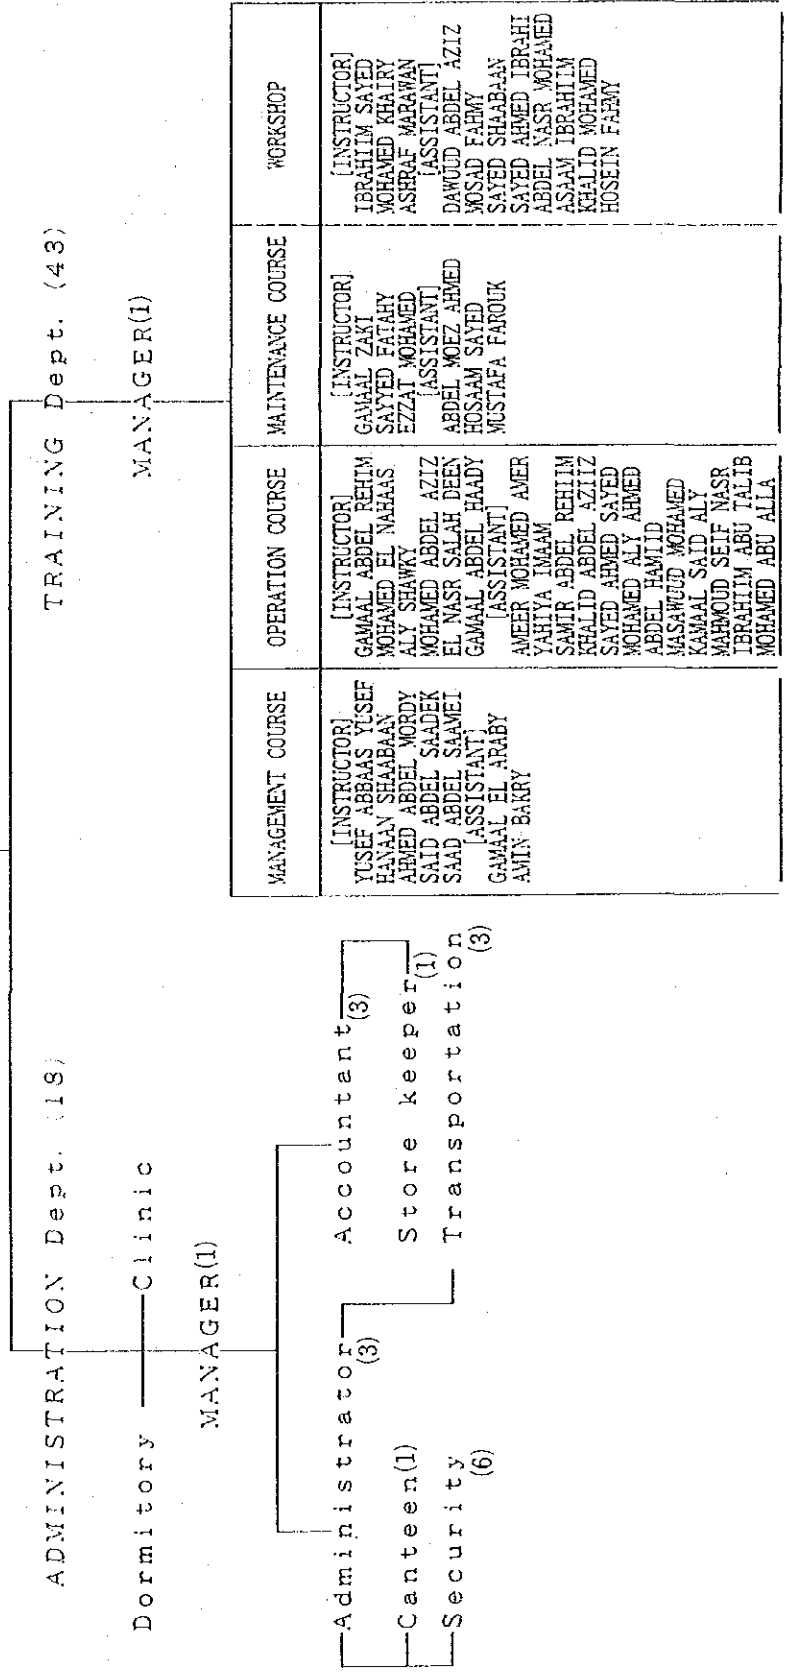 ADMINISTRATION Dept. (18)
Dormitory
Clinic
MANAGER(1)
Administrator
(3)
Canteen(1)
Security
(6)
Accountant
(3)
Store keeper
(1)
Transportation
(3)
TRAINING Dept. (43)
MANAGER(1)
MANAGEMENT COURSE
[INSTRUCTOR]
YUSEF ABBAAS YUSEF
HANAAN SHAABAAN
AHMED ABDEL MORDY
SAID ABDEL SAADEK
SAAD ABDEL SAAMEI
[ASSISTANT]
GAMAAL EL ARABY
AMIN BAKRY
OPERATION COURSE
[INSTRUCTOR]
GAMAAL ABDEL REHIM
MOHAMED EL NAHAAS
ALY SHAWKY
MOHAMED ABDEL AZIZ
EL NASR SALAH DEEN
GAMAAL ABDEL HAADY
[ASSISTANT]
AMEER MOHAMED AMER
YAHIYA IMAAM
SAMIR ABDEL REHIIM
KHALID ABDEL AZIIZ
SAYED AHMED SAYED
MOHAMED ALY AHMED
ABDEL HAMIID
MASAWUUD MOHAMED
KAMAAL SAID ALY
MAHMOUD SEIF NASR
IBRAHIIM ABU TALIB
MOHAMED ABU ALLA
MAINTENANCE COURSE
[INSTRUCTOR]
GAMAAL ZAKI
SAYYED FATAHY
EZZAT MOHAMED
[ASSISTANT]
ABDEL MOEZ AHMED
HOSAAM SAYED
MUSTAFA FAROUK
WORKSHOP
[INSTRUCTOR]
IBRAHIIM SAYED
MOHAMED KHAIRY
ASHRAF MARAWAN
[ASSISTANT]
DAWUUD ABDEL AZIZ
MOSAD FAHMY
SAYED SHAABAAN
SAYED AHMED IBRAHI
ABDEL NASR MOHAMED
ASAAM IBRAHIIM
KHALID MOHAMED
HOSEIN FAHMY